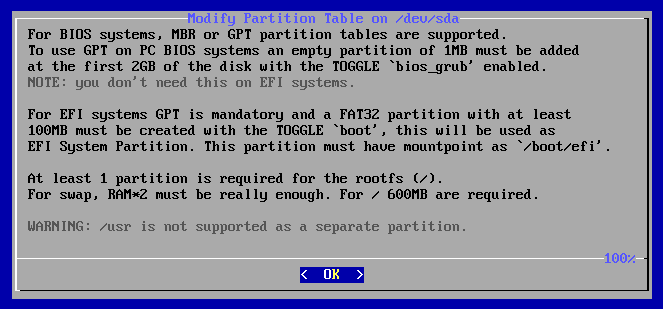 Modify Partition Table on /dev/sda
For BIOS systems, MBR or GPT partition tables are supported.
To use GPT on PC BIOS systems an empty partition of 1MB must be added
at the first 2GB of the disk with the TOGGLE `bios_grub' enabled.
NOTE: you don't need this on EFI systems.
For EFI systems GPT is mandatory and a FAT32 partition with at least
100MB must be created with the TOGGLE `boot', this will be used as
EFI System Partition. This partition must have mountpoint as `/boot/efi'.
At least 1 partition is required for the rootfs (/).
For swap, RAM*2 must be really enough. For / 600MB are required.
WARNING: /usr is not supported as a separate partition.
100%
< OK >